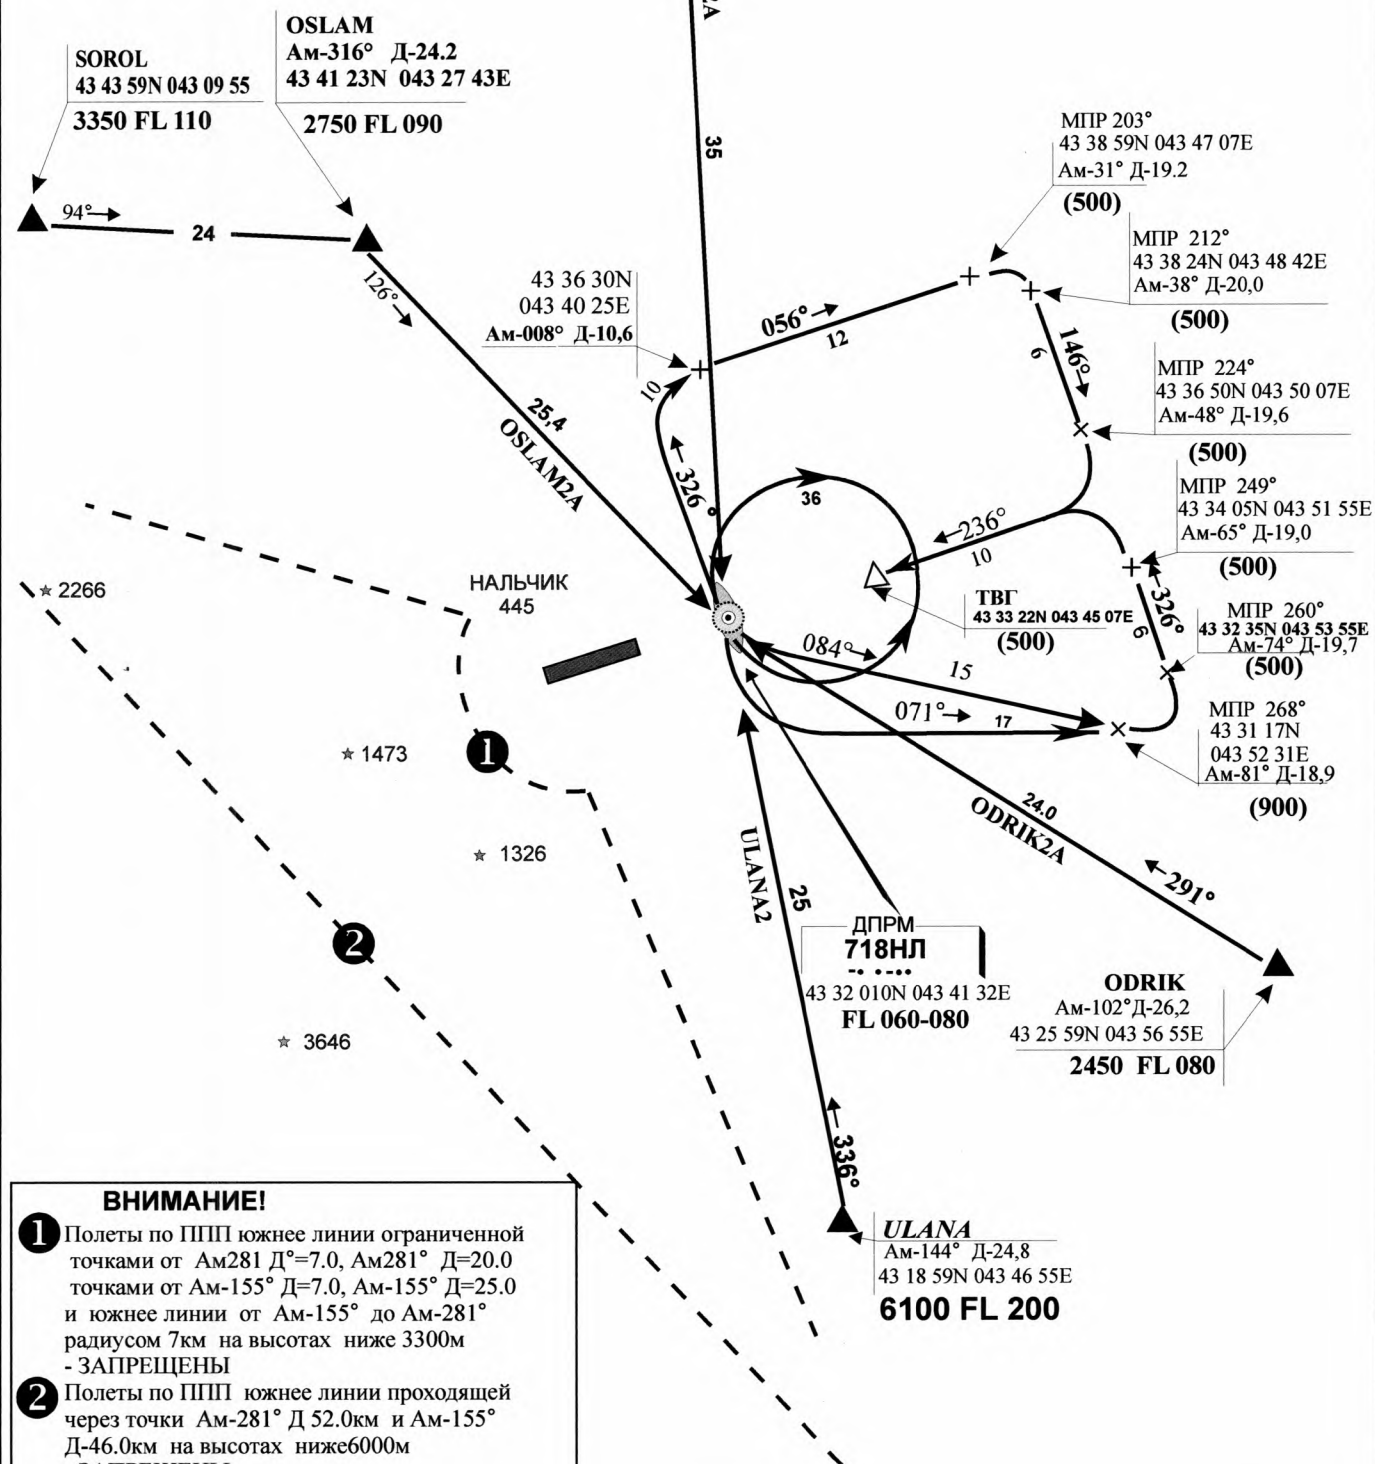 2A
OSLAM
Ам-316° Д-24.2
43 41 23N 043 27 43E
2750 FL 090
SOROL
43 43 59N 043 09 55
3350 FL 110
94°
24
126°
25,4
OSLAM2A
35
43 36 30N
043 40 25E
Ам-008° Д-10,6
10
326°
056°
12
МПР 203°
43 38 59N 043 47 07E
Ам-31° Д-19.2
(500)
МПР 212°
43 38 24N 043 48 42E
Ам-38° Д-20,0
(500)
146°
6
МПР 224°
43 36 50N 043 50 07E
Ам-48° Д-19,6
(500)
МПР 249°
43 34 05N 043 51 55E
Ам-65° Д-19,0
(500)
326°
6
МПР 260°
43 32 35N 043 53 55E
Ам-74° Д-19,7
(500)
МПР 268°
43 31 17N
043 52 31E
Ам-81° Д-18,9
(900)
36
236°
10
ТВГ
43 33 22N 043 45 07E
(500)
084°
15
071°
17
НАЛЬЧИК
445
2266
1473
1
1326
2
3646
ULANA2
25
336°
24.0
ODRIK2A
291°
ДПРМ
718НЛ
43 32 010N 043 41 32E
FL 060-080
ODRIK
Ам-102°Д-26,2
43 25 59N 043 56 55E
2450 FL 080
ULANA
Ам-144° Д-24,8
43 18 59N 043 46 55E
6100 FL 200
ВНИМАНИЕ!
1 Полеты по ППП южнее линии ограниченной
точками от Ам281 Д°=7.0, Ам281° Д=20.0
точками от Ам-155° Д=7.0, Ам-155° Д=25.0
и южнее линии от Ам-155° до Ам-281°
радиусом 7км на высотах ниже 3300м
- ЗАПРЕЩЕНЫ
2 Полеты по ППП южнее линии проходящей
через точки Ам-281° Д 52.0км и Ам-155°
Д-46.0км на высотах ниже6000м